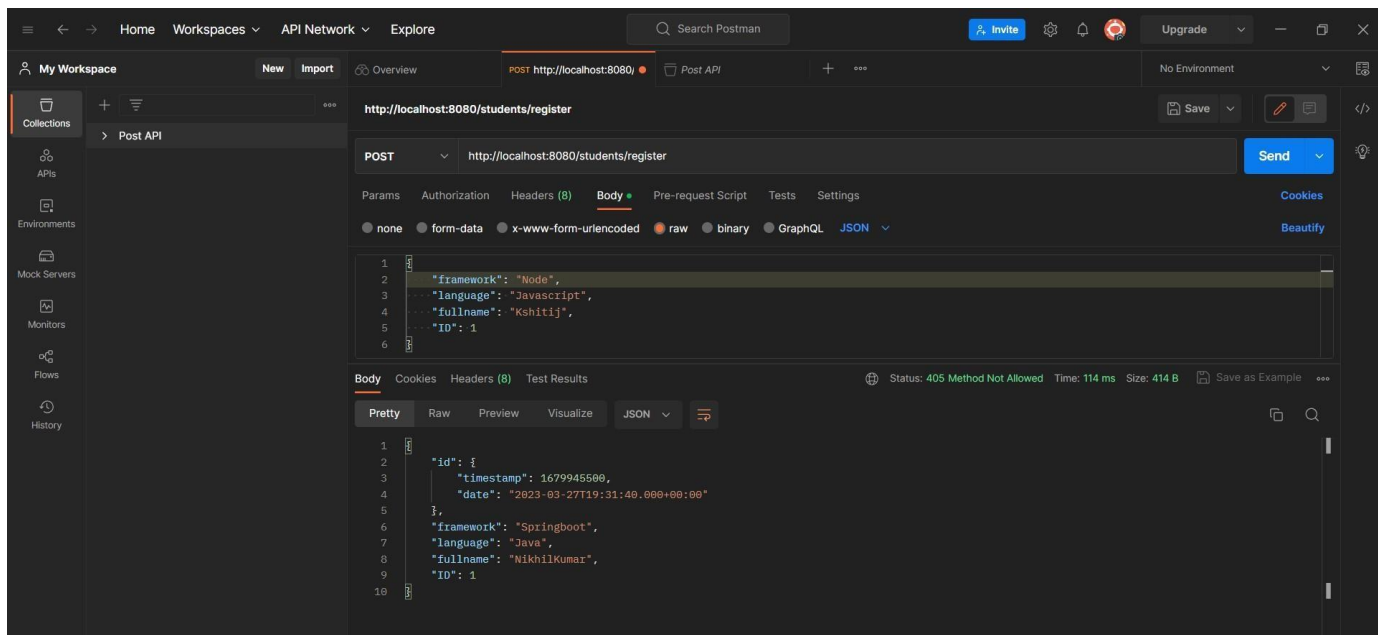 Home Workspaces API Network Explore Search Postman Invite Upgrade
My Workspace New Import Overview POST http://localhost:8080/ Post API No Environment
Collections
Post API
APIs
Environments
Mock Servers
Monitors
Flows
History
http://localhost:8080/students/register Save
POST http://localhost:8080/students/register Send
Params Authorization Headers (8) Body Pre-request Script Tests Settings Cookies
none form-data x-www-form-urlencoded raw binary GraphQL JSON Beautify
1 {
2 "framework": "Node",
3 "language": "Javascript",
4 "fullname": "Kshitij",
5 "ID": 1
6 }
Body Cookies Headers (8) Test Results Status: 405 Method Not Allowed Time: 114 ms Size: 414 B Save as Example
Pretty Raw Preview Visualize JSON
1 {
2 "id": {
3 "timestamp": 1679945500,
4 "date": "2023-03-27T19:31:40.000+00:00"
5 },
6 "framework": "Springboot",
7 "language": "Java",
8 "fullname": "NikhilKumar",
9 "ID": 1
10 }